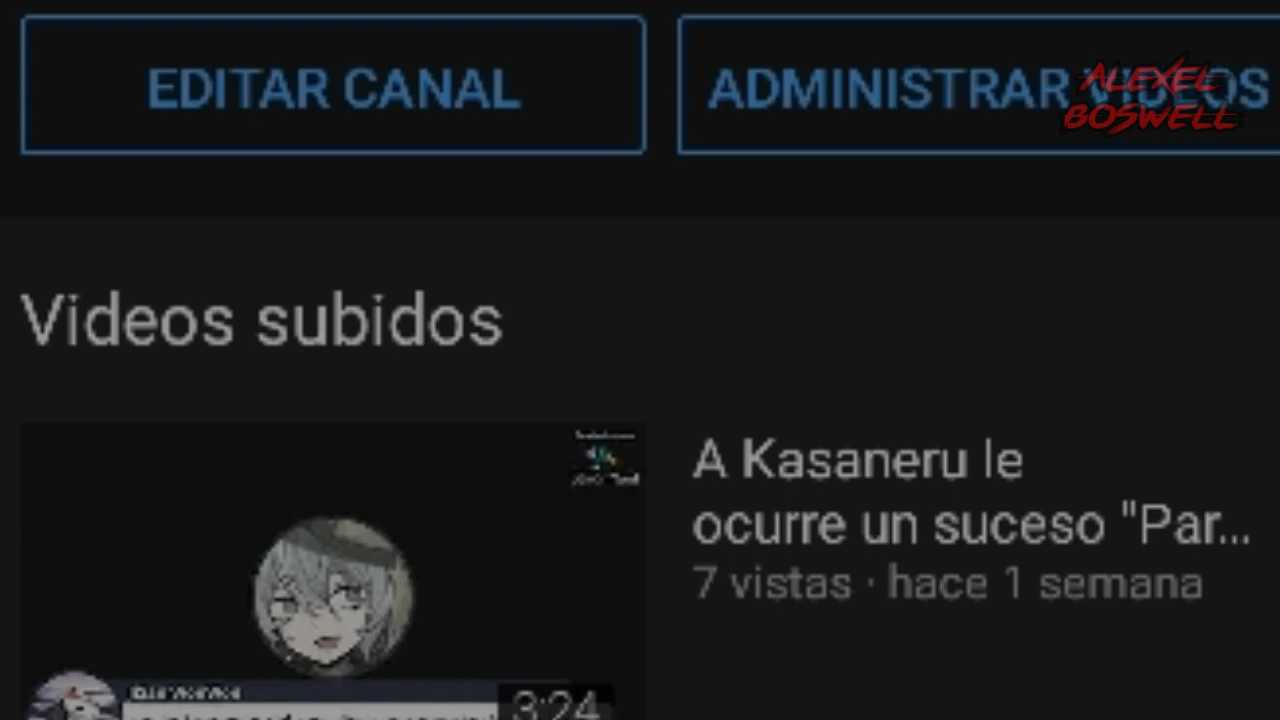 EDITAR CANAL
ADMINISTRAR VIDEOS
ALEXEL
BOSWELL
Videos subidos
A Kasaneru le
ocurre un suceso "Par...
7 vistas · hace 1 semana
3:24